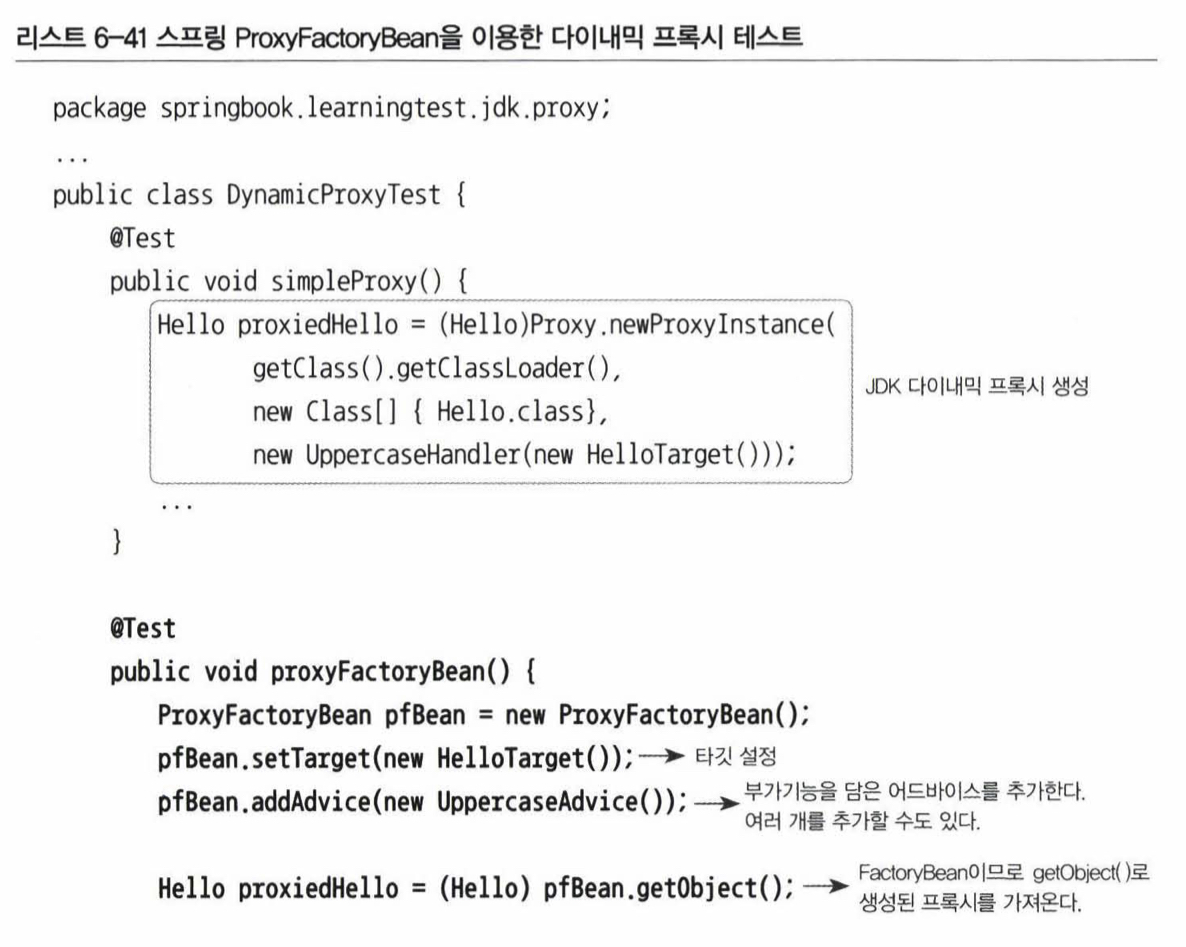 리스트 6-41 스프링 ProxyFactoryBean을 이용한 다이내믹 프록시 테스트
package springbook.learningtest.jdk.proxy;
...
public class DynamicProxyTest {
@Test
public void simpleProxy() {
Hello proxiedHello = (Hello)Proxy.newProxyInstance(
getClass().getClassLoader(),
new Class[] { Hello.class},
new UppercaseHandler(new HelloTarget()));
JDK 다이내믹 프록시 생성
...
}
@Test
public void proxyFactoryBean() {
ProxyFactoryBean pfBean = new ProxyFactoryBean();
pfBean.setTarget(new HelloTarget()); → 타깃 설정
pfBean.addAdvice(new UppercaseAdvice()); → 부가기능을 담은 어드바이스를 추가한다.
여러 개를 추가할 수도 있다.
Hello proxiedHello = (Hello) pfBean.getObject(); → FactoryBean이므로 getObject()로
생성된 프록시를 가져온다.